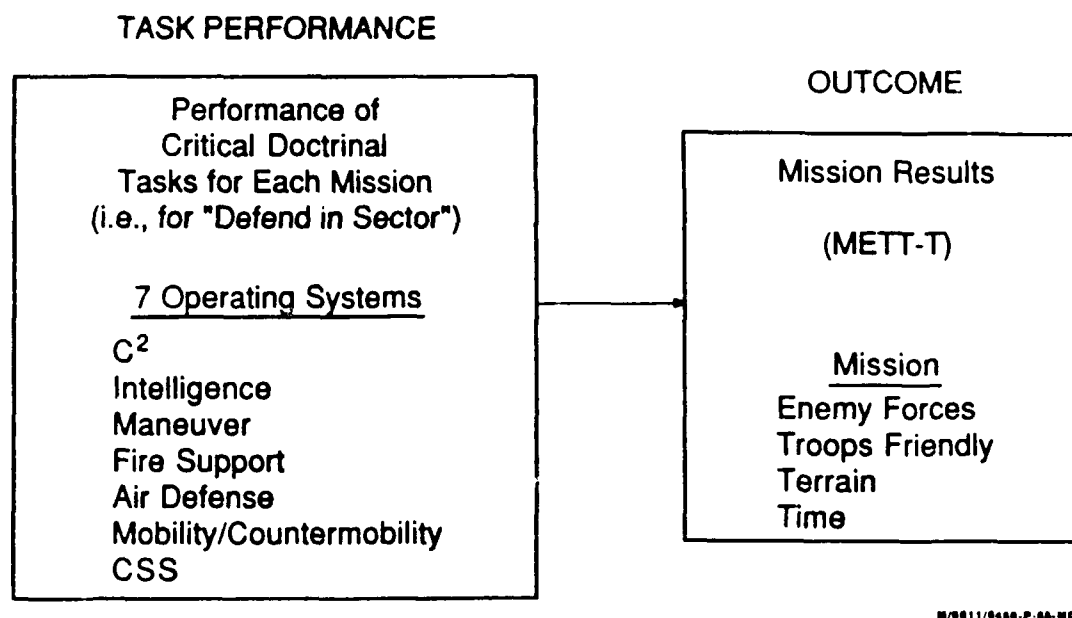 TASK PERFORMANCE
Performance of
Critical Doctrinal
Tasks for Each Mission
(i.e., for "Defend in Sector")
7 Operating Systems
C²
Intelligence
Maneuver
Fire Support
Air Defense
Mobility/Countermobility
CSS
OUTCOME
Mission Results
(METT-T)
Mission
Enemy Forces
Troops Friendly
Terrain
Time